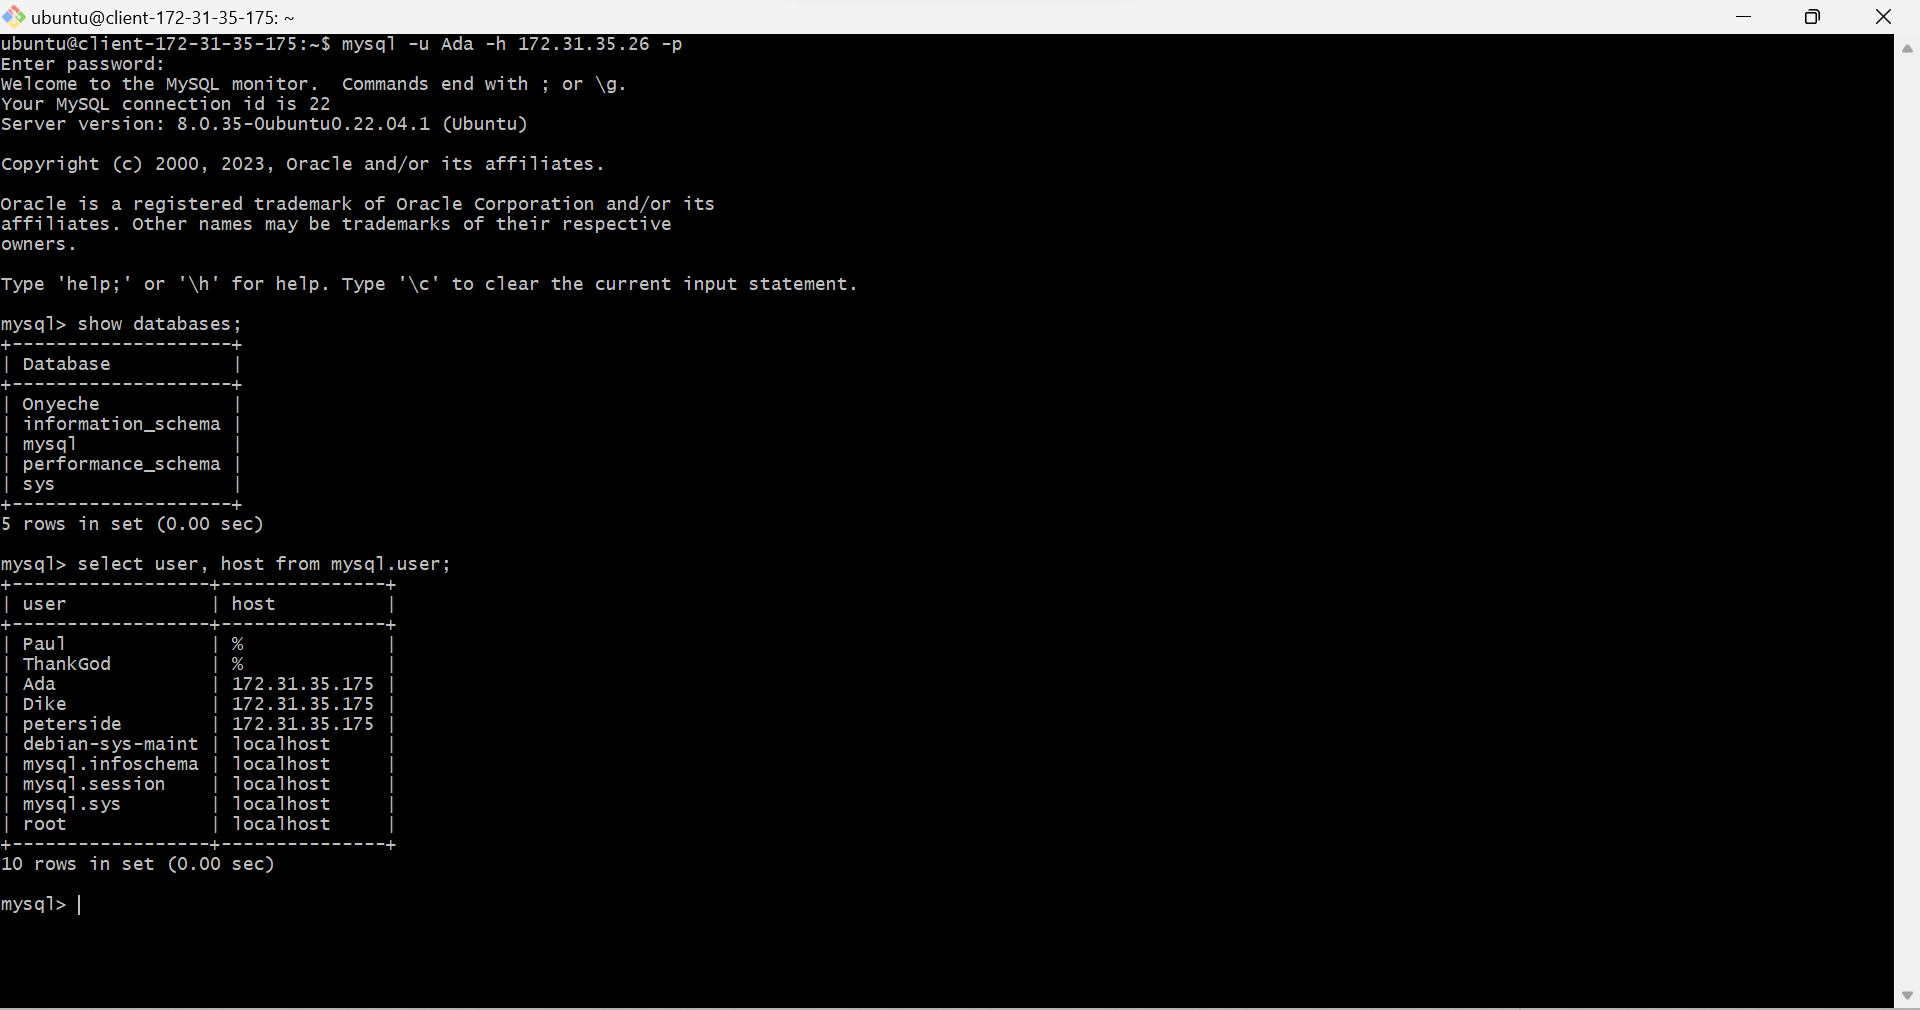 ubuntu@client-172-31-35-175: ~
ubuntu@client-172-31-35-175:~$ mysql -u Ada -h 172.31.35.26 -p
Enter password:
Welcome to the MySQL monitor.  Commands end with ; or \g.
Your MySQL connection id is 22
Server version: 8.0.35-0ubuntu0.22.04.1 (Ubuntu)

Copyright (c) 2000, 2023, Oracle and/or its affiliates.

Oracle is a registered trademark of Oracle Corporation and/or its
affiliates. Other names may be trademarks of their respective
owners.

Type 'help;' or '\h' for help. Type '\c' to clear the current input statement.

mysql> show databases;
+--------------------+
| Database           |
+--------------------+
| Onyeche            |
| information_schema |
| mysql              |
| performance_schema |
| sys                |
+--------------------+
5 rows in set (0.00 sec)

mysql> select user, host from mysql.user;
+------------------+---------------+
| user             | host          |
+------------------+---------------+
| Paul             | %             |
| ThankGod         | %             |
| Ada              | 172.31.35.175 |
| Dike             | 172.31.35.175 |
| peterside        | 172.31.35.175 |
| debian-sys-maint | localhost     |
| mysql.infoschema | localhost     |
| mysql.session    | localhost     |
| mysql.sys        | localhost     |
| root             | localhost     |
+------------------+---------------+
10 rows in set (0.00 sec)

mysql>